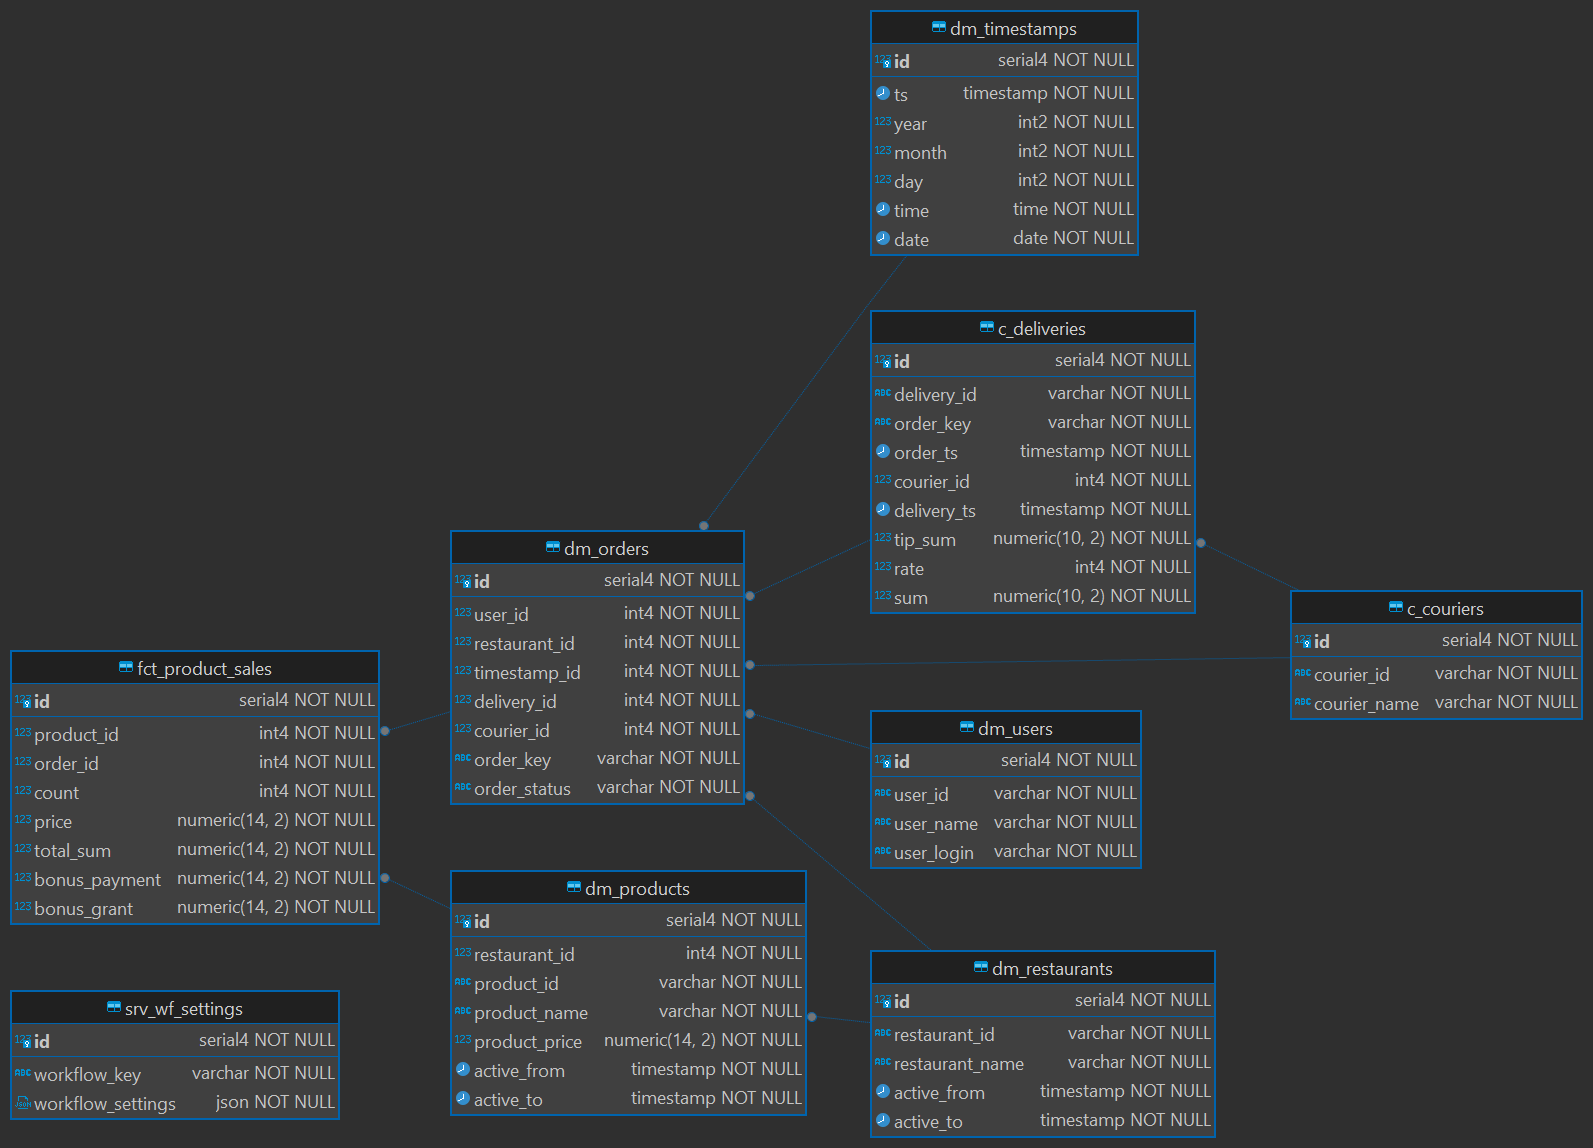 dm_timestamps
id serial4 NOT NULL
ts timestamp NOT NULL
year int2 NOT NULL
month int2 NOT NULL
day int2 NOT NULL
time time NOT NULL
date date NOT NULL
c_deliveries
id serial4 NOT NULL
delivery_id varchar NOT NULL
order_key varchar NOT NULL
order_ts timestamp NOT NULL
courier_id int4 NOT NULL
delivery_ts timestamp NOT NULL
tip_sum numeric(10, 2) NOT NULL
rate int4 NOT NULL
sum numeric(10, 2) NOT NULL
dm_orders
id serial4 NOT NULL
user_id int4 NOT NULL
restaurant_id int4 NOT NULL
timestamp_id int4 NOT NULL
delivery_id int4 NOT NULL
courier_id int4 NOT NULL
order_key varchar NOT NULL
order_status varchar NOT NULL
c_couriers
id serial4 NOT NULL
courier_id varchar NOT NULL
courier_name varchar NOT NULL
fct_product_sales
id serial4 NOT NULL
product_id int4 NOT NULL
order_id int4 NOT NULL
count int4 NOT NULL
price numeric(14, 2) NOT NULL
total_sum numeric(14, 2) NOT NULL
bonus_payment numeric(14, 2) NOT NULL
bonus_grant numeric(14, 2) NOT NULL
dm_users
id serial4 NOT NULL
user_id varchar NOT NULL
user_name varchar NOT NULL
user_login varchar NOT NULL
dm_products
id serial4 NOT NULL
restaurant_id int4 NOT NULL
product_id varchar NOT NULL
product_name varchar NOT NULL
product_price numeric(14, 2) NOT NULL
active_from timestamp NOT NULL
active_to timestamp NOT NULL
dm_restaurants
id serial4 NOT NULL
restaurant_id varchar NOT NULL
restaurant_name varchar NOT NULL
active_from timestamp NOT NULL
active_to timestamp NOT NULL
srv_wf_settings
id serial4 NOT NULL
workflow_key varchar NOT NULL
workflow_settings json NOT NULL